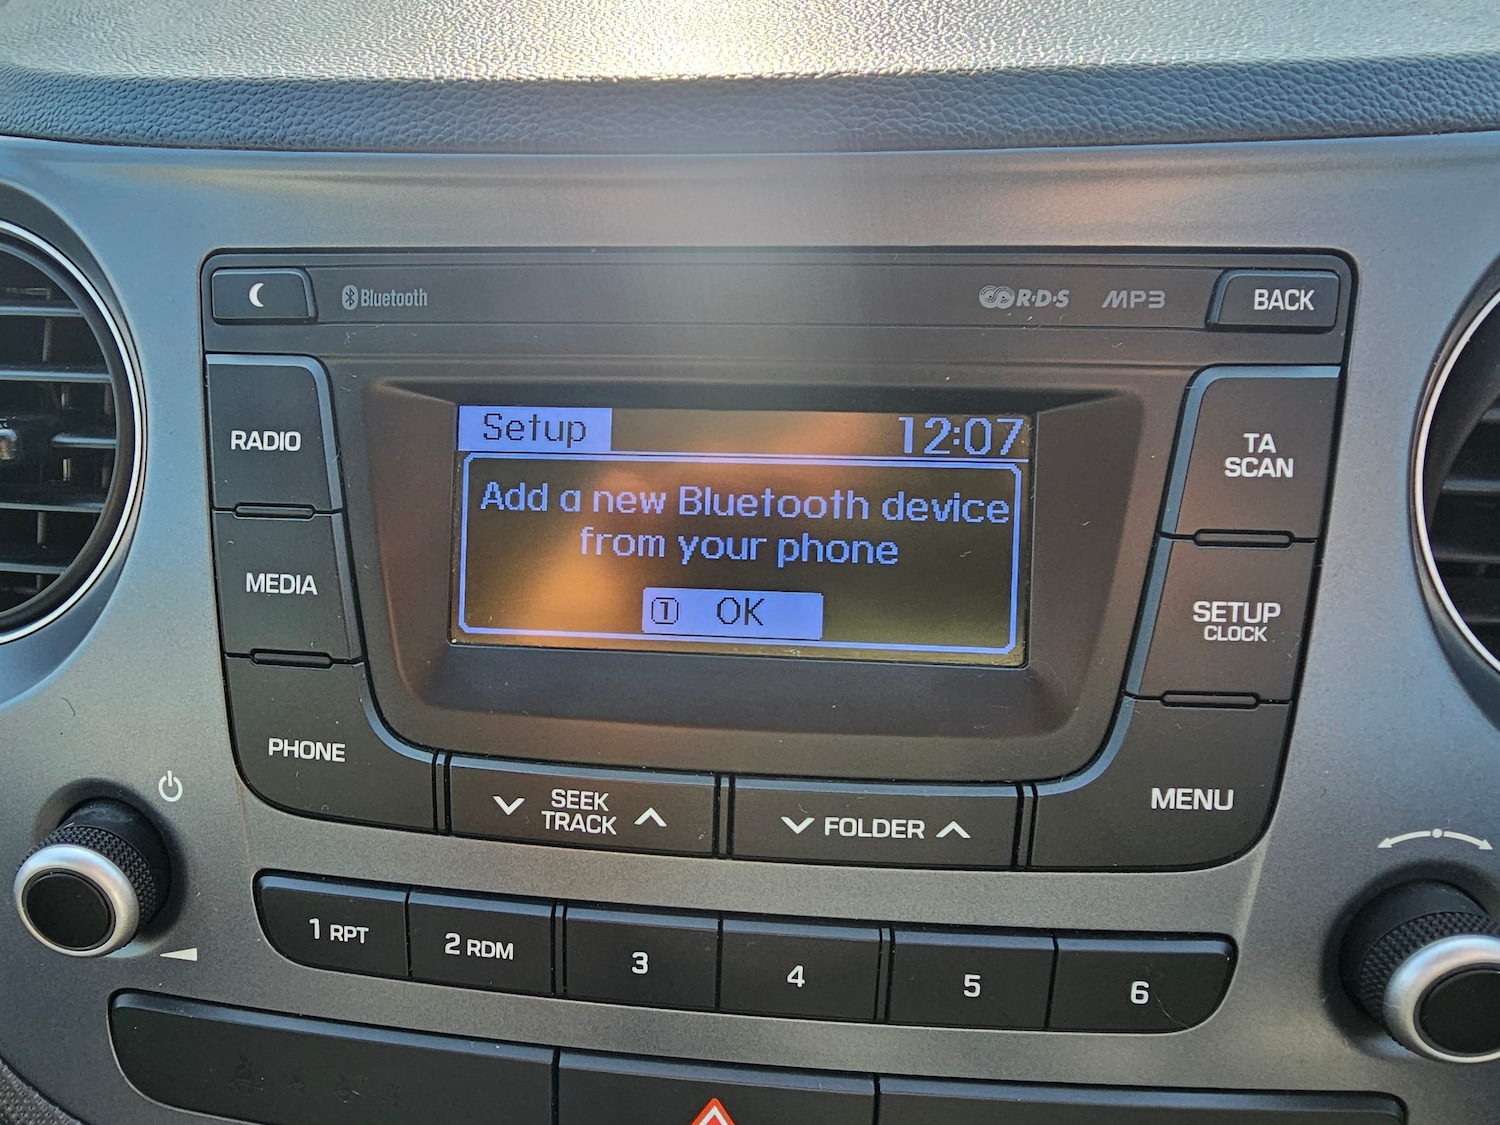 Bluetooth
R·D·S
MP3
BACK
RADIO
Setup
12:07
TA
SCAN
Add a new Bluetooth device
from your phone
MEDIA
1 OK
SETUP
CLOCK
PHONE
SEEK
TRACK
FOLDER
MENU
1 RPT
2 RDM
3
4
5
6